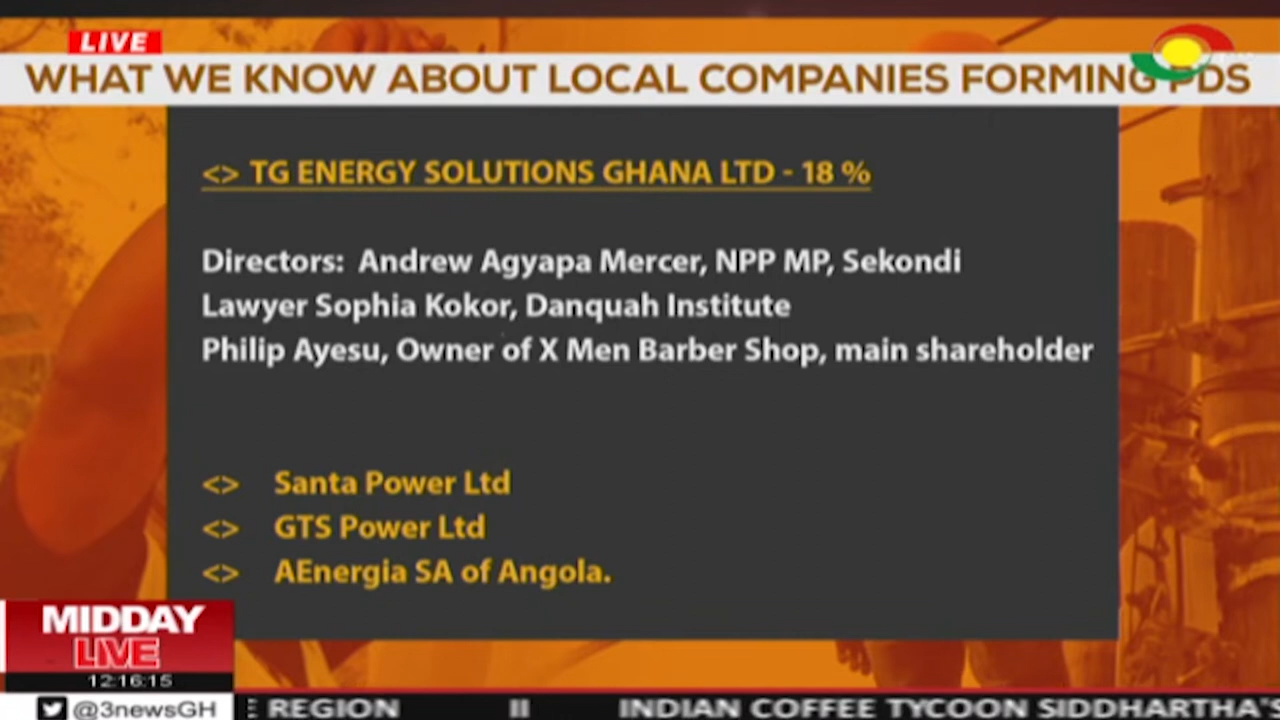 LIVE
WHAT WE KNOW ABOUT LOCAL COMPANIES FORMING PDS
<> TG ENERGY SOLUTIONS GHANA LTD - 18 %
Directors: Andrew Agyapa Mercer, NPP MP, Sekondi
Lawyer Sophia Kokor, Danquah Institute
Philip Ayesu, Owner of X Men Barber Shop, main shareholder
<> Santa Power Ltd
<> GTS Power Ltd
<> AEnergia SA of Angola.
MIDDAY
LIVE
12:16:15
@3newsGH
REGION II INDIAN COFFEE TYCOON SIDDHARTHA'S